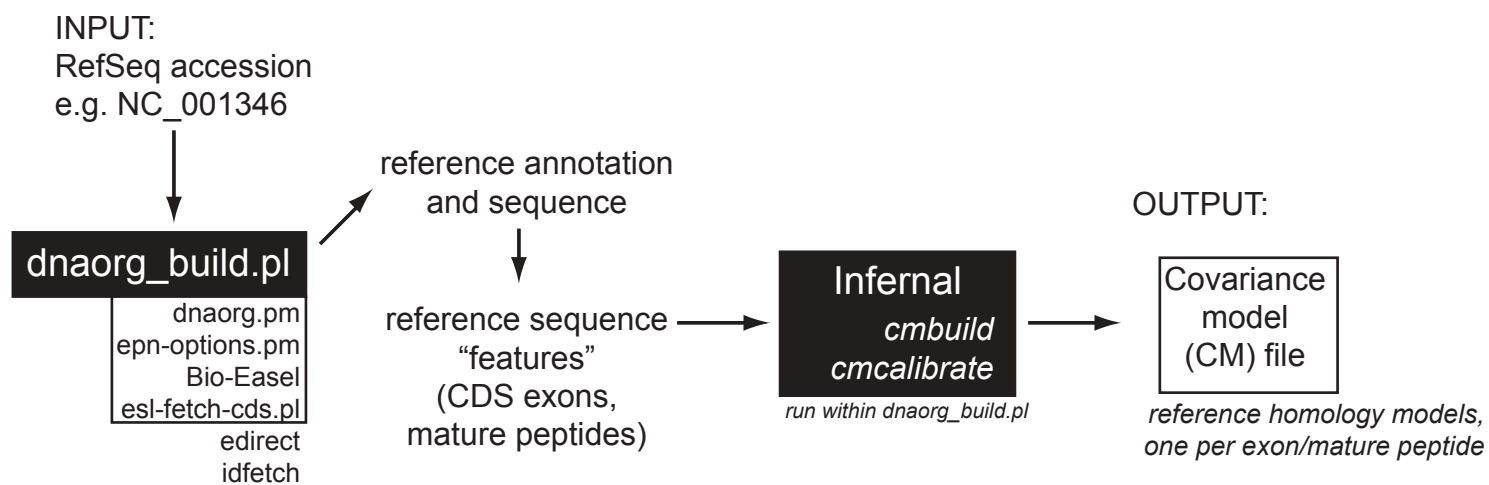 INPUT:
RefSeq accession
e.g. NC_001346
dnaorg_build.pl
dnaorg.pm
epn-options.pm
Bio-Easel
esl-fetch-cds.pl
edirect
idfetch
reference annotation
and sequence
reference sequence
“features”
(CDS exons,
mature peptides)
Infernal
cmbuild
cmcalibrate
run within dnaorg_build.pl
OUTPUT:
Covariance
model
(CM) file
reference homology models,
one per exon/mature peptide